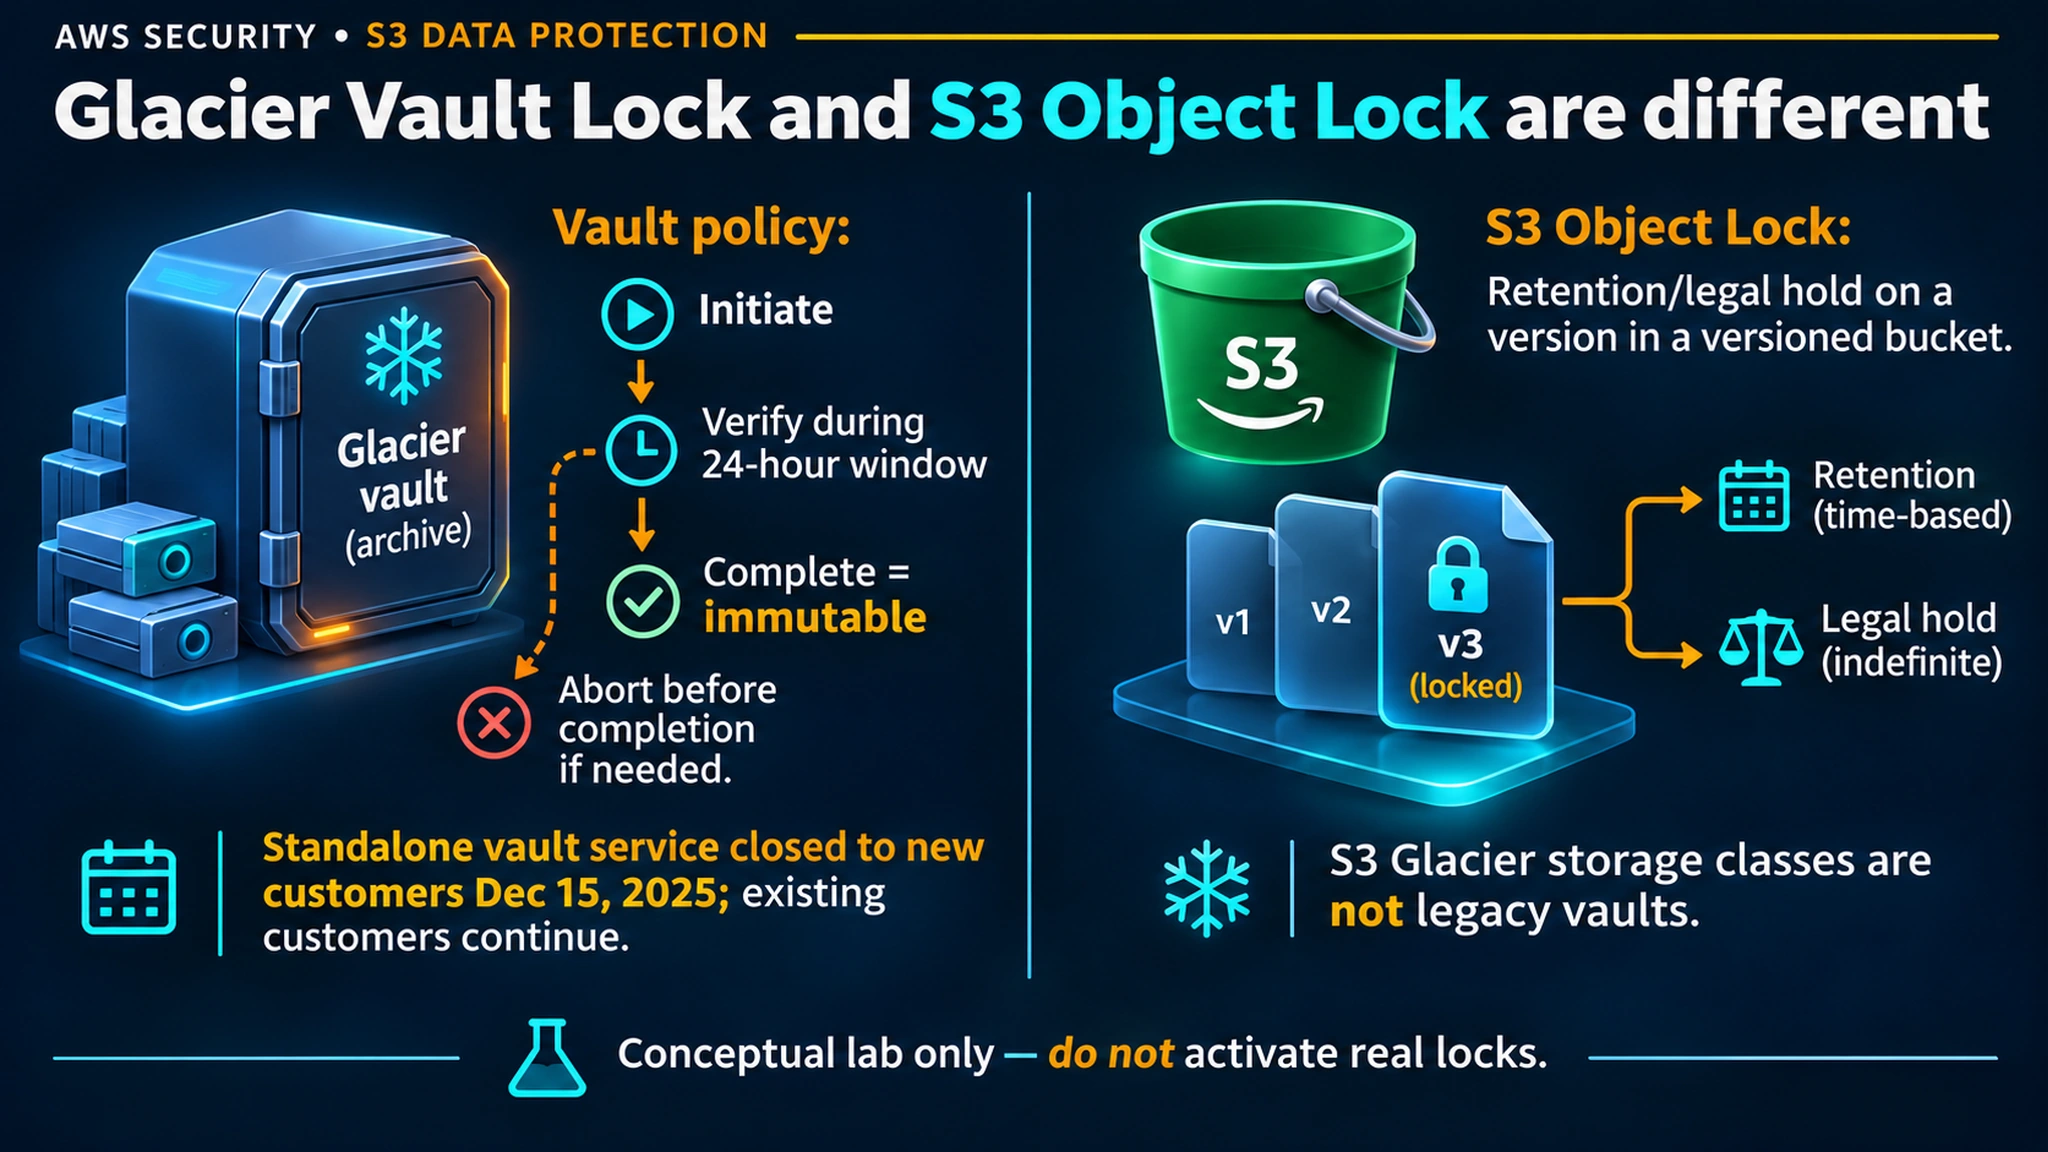 AWS SECURITY • S3 DATA PROTECTION
Glacier Vault Lock and S3 Object Lock are different
Glacier
vault
(archive)
Vault policy:
Initiate
Verify during
24-hour window
Complete =
immutable
Abort before
completion
if needed.
Standalone vault service closed to new
customers Dec 15, 2025; existing
customers continue.
S3
S3 Object Lock:
Retention/legal hold on a
version in a versioned bucket.
v1
v2
v3
(locked)
Retention
(time-based)
Legal hold
(indefinite)
S3 Glacier storage classes are
not legacy vaults.
Conceptual lab only — do not activate real locks.